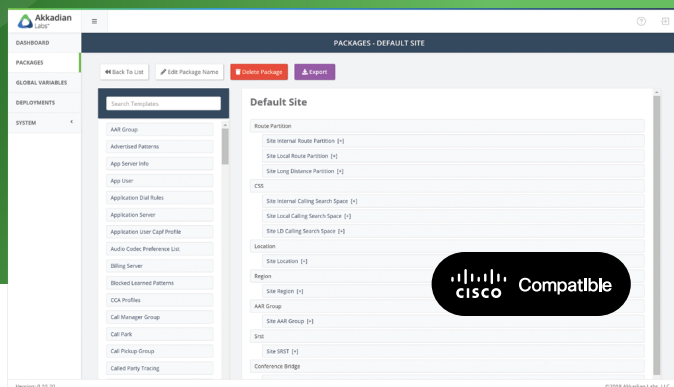 Akkadian
Labs™
DASHBOARD
PACKAGES
GLOBAL VARIABLES
DEPLOYMENTS
SYSTEM
PACKAGES - DEFAULT SITE
Back To List
Edit Package Name
Delete Package
Export
Search Templates
AAR Group
Advertised Patterns
App Server Info
App User
Application Dial Rules
Application Server
Application User Capf Profile
Audio Codec Preference List
Billing Server
Blocked Learned Patterns
CCA Profiles
Call Manager Group
Call Park
Call Pickup Group
Called Party Tracing
Default Site
Route Partition
Site Internal Route Partition [+]
Site Local Route Partition [+]
Site Long Distance Partition [+]
CSS
Site Internal Calling Search Space [+]
Site Local Calling Search Space [+]
Site LD Calling Search Space [+]
Location
Site Location [+]
Region
Site Region [+]
AAR Group
Site AAR Group [+]
Srst
Site SRST [+]
Conference Bridge
CISCO Compatible